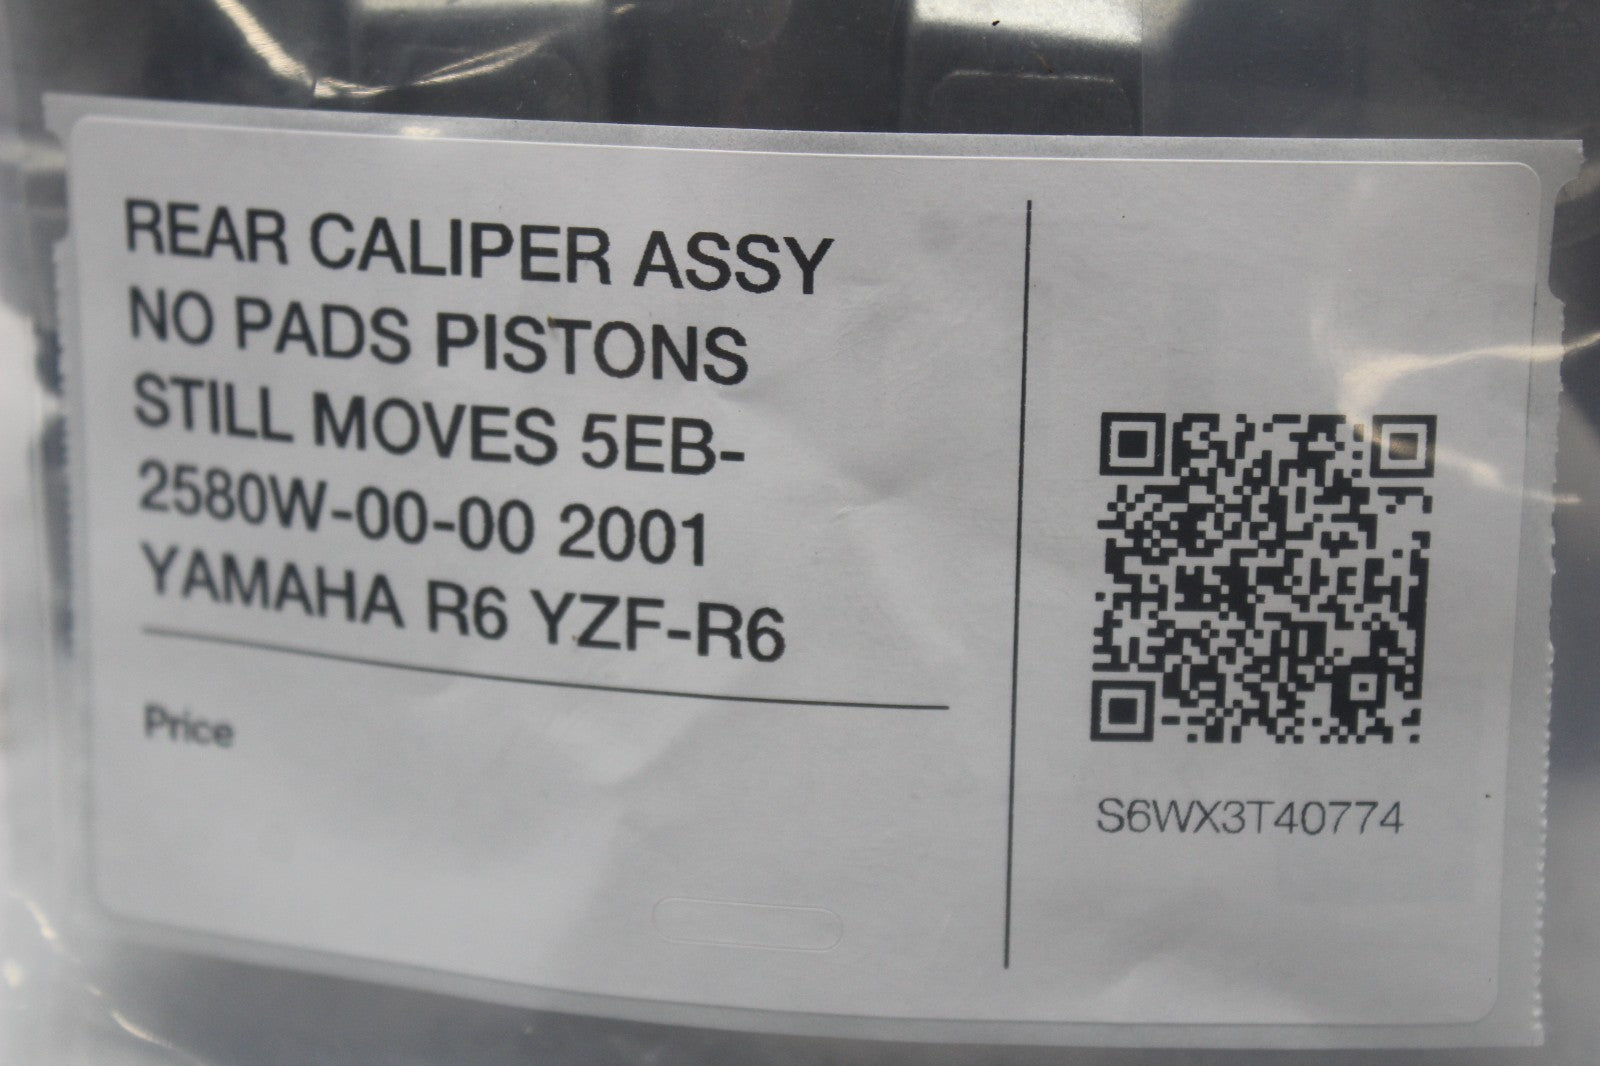 REAR CALIPER ASSY
NO PADS PISTONS
STILL MOVES 5EB-
2580W-00-00 2001
YAMAHA R6 YZF-R6
Price
S6WX3T40774